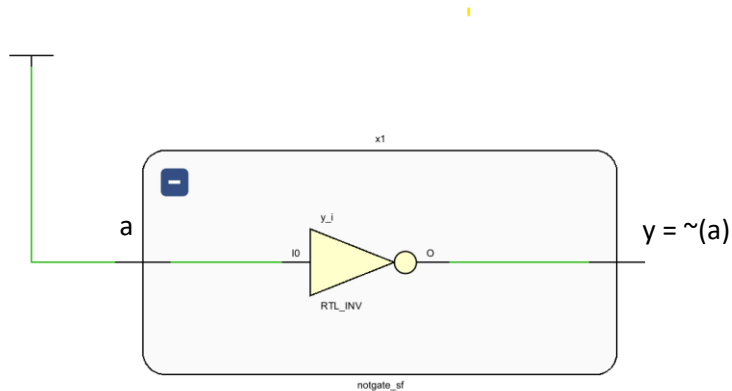 x1
a
y_i
y = ~(a)
I0
O
RTL_INV
notgate_sf